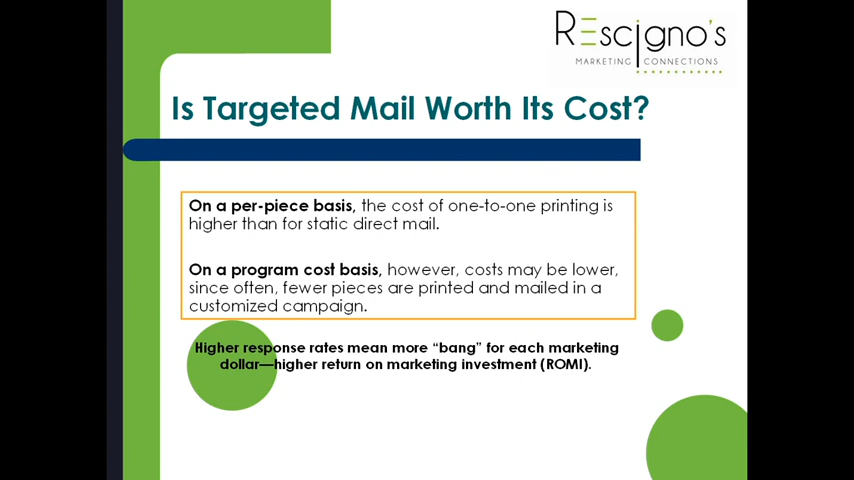 REscigno's
MARKETING CONNECTIONS
Is Targeted Mail Worth Its Cost?
On a per-piece basis, the cost of one-to-one printing is
higher than for static direct mail.
On a program cost basis, however, costs may be lower,
since often, fewer pieces are printed and mailed in a
customized campaign.
Higher response rates mean more “bang” for each marketing
dollar—higher return on marketing investment (ROMI).